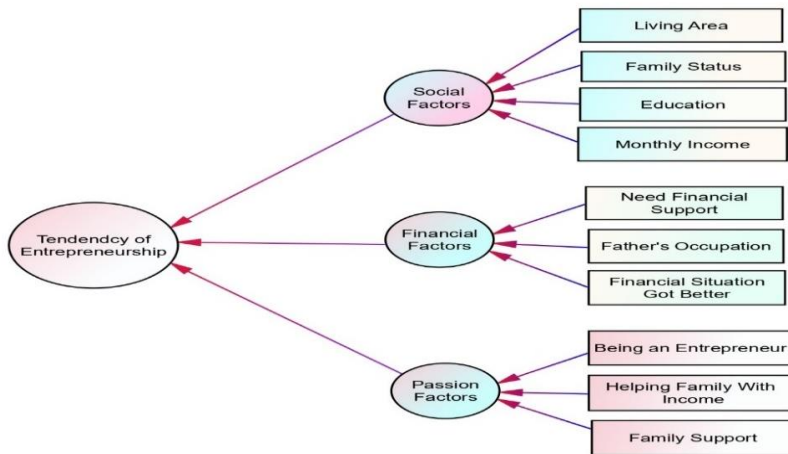 Living Area
Family Status
Education
Monthly Income
Social
Factors
Need Financial
Support
Father's Occupation
Financial Situation
Got Better
Financial
Factors
Tendendcy of
Entrepreneurship
Being an Entrepreneur
Helping Family With
Income
Family Support
Passion
Factors